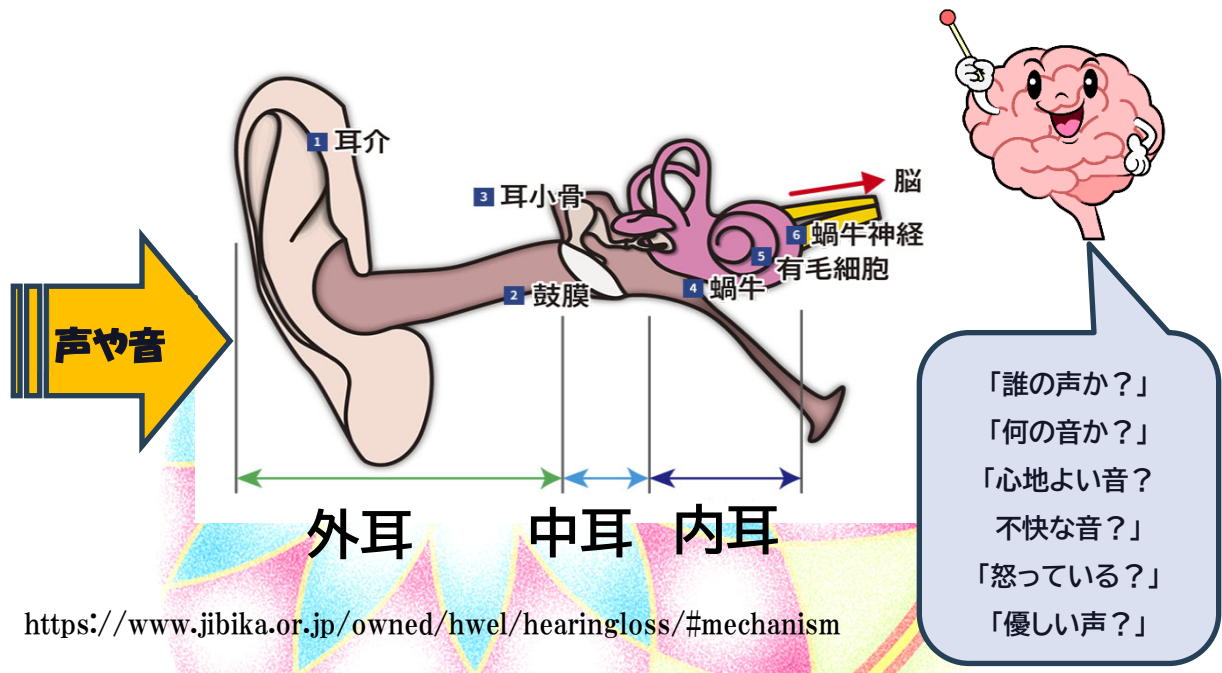 1 耳介
3 耳小骨
脳
6 蝸牛神経
5 有毛細胞
4 蝸牛
2 鼓膜
声や音
外耳
中耳
内耳
「誰の声か？」
「何の音か？」
「心地よい音？
不快な音？」
「怒っている？」
「優しい声？」
https://www.jibika.or.jp/owned/hwel/hearingloss/#mechanism